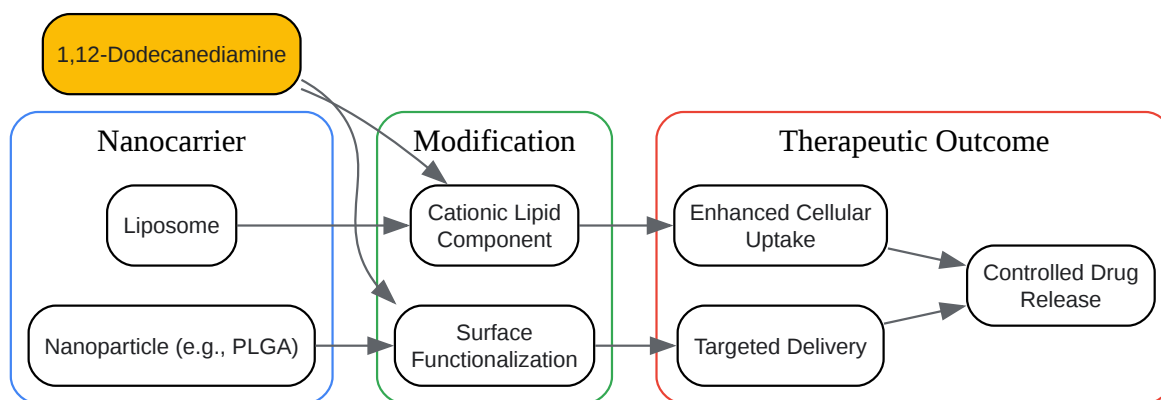 1,12-Dodecanediamine
Nanocarrier
Modification
Therapeutic Outcome
Liposome
Cationic Lipid
Component
Enhanced Cellular
Uptake
Controlled Drug
Release
Nanoparticle (e.g., PLGA)
Surface
Functionalization
Targeted Delivery